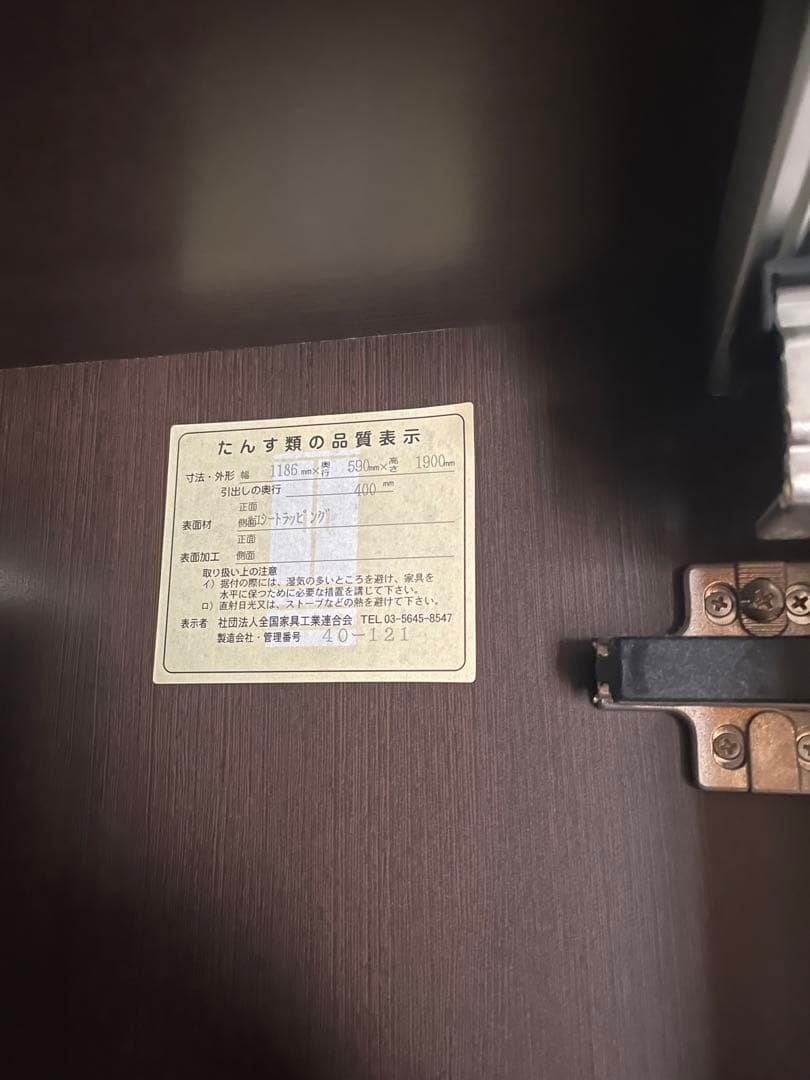 たんす類の品質表示
寸法・外形 幅 1186mm×奥行 590mm×高さ 1900mm
引出しの奥行 400mm
正面
表面材 側面 シートラッピング
正面
表面加工 側面
取り扱い上の注意
イ）据付の際には、湿気の多いところを避け、家具を
水平に保つために必要な措置を講じて下さい。
ロ）直射日光又は、ストーブなどの熱を避けて下さい。
表示者 社団法人全国家具工業連合会 TEL 03-5645-8547
製造会社・管理番号 40-121